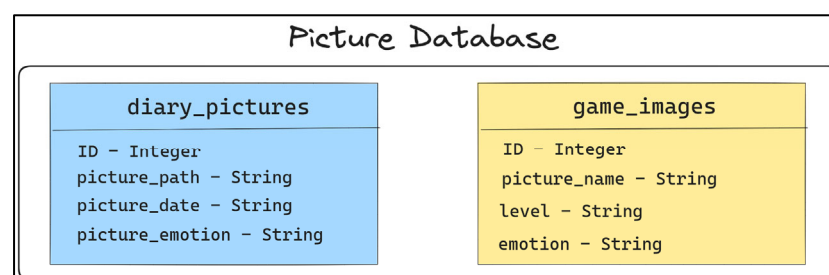 Picture Database
diary_pictures
ID - Integer
picture_path - String
picture_date - String
picture_emotion - String
game_images
ID - Integer
picture_name - String
level - String
emotion - String